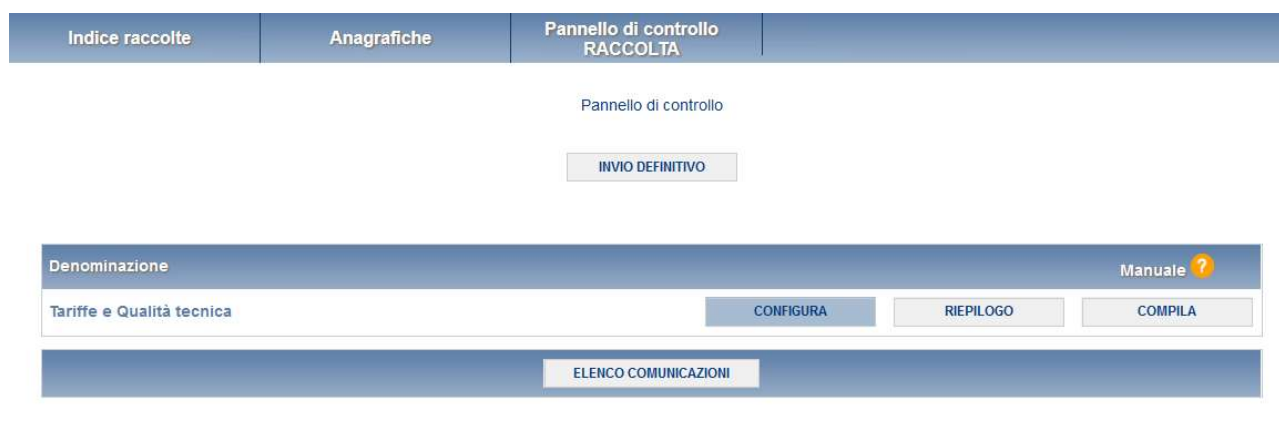 Indice raccolte
Anagrafiche
Pannello di controllo
RACCOLTA
Pannello di controllo
INVIO DEFINITIVO
Denominazione
Manuale ?
Tariffe e Qualità tecnica
CONFIGURA
RIEPILOGO
COMPILA
ELENCO COMUNICAZIONI